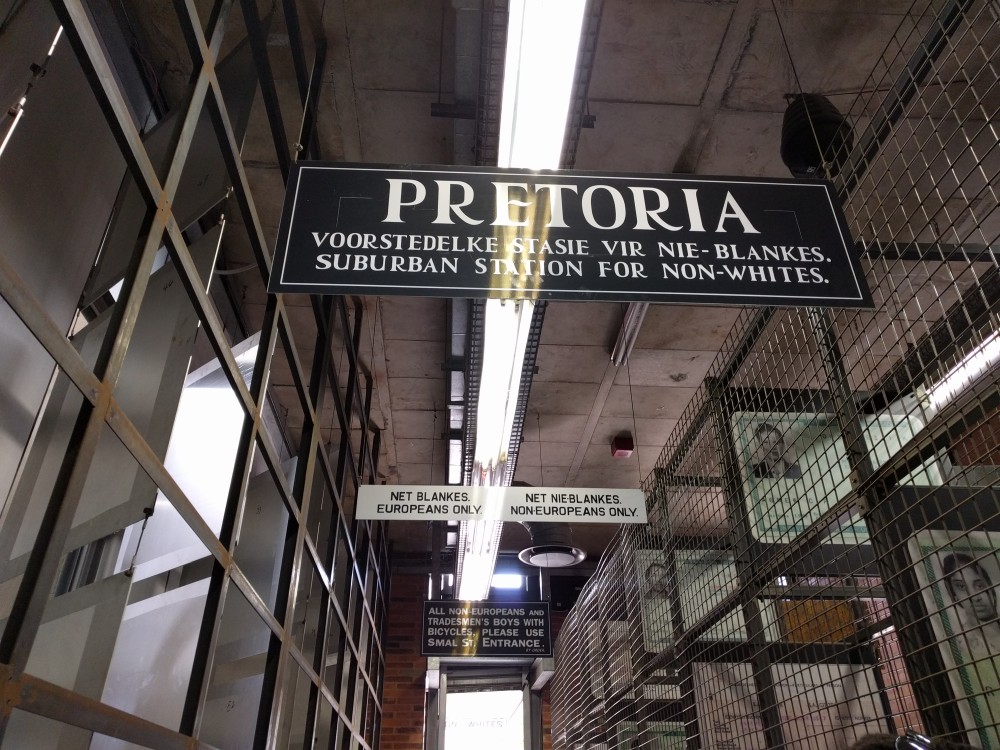 PRETORIA
VOORSTEDELKE STASIE VIR NIE-BLANKES.
SUBURBAN STATION FOR NON-WHITES.
NET BLANKES.
EUROPEANS ONLY.
NET NIE-BLANKES.
NON-EUROPEANS ONLY.
ALL NON-EUROPEANS AND
TRADESMEN'S BOYS WITH
BICYCLES, PLEASE USE
SMAL ST. ENTRANCE.
NON-WHITES